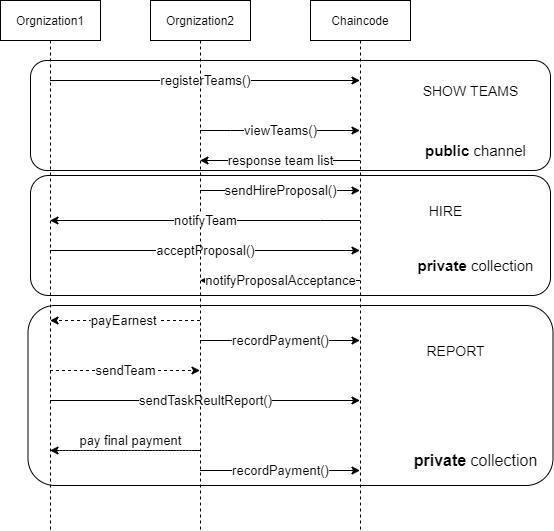 Orgnization1
Orgnization2
Chaincode
registerTeams()
SHOW TEAMS
viewTeams()
public channel
response team list
sendHireProposal()
HIRE
notifyTeam
acceptProposal()
private collection
notifyProposalAcceptance
payEarnest
recordPayment()
REPORT
sendTeam
sendTaskReultReport()
pay final payment
private collection
recordPayment()